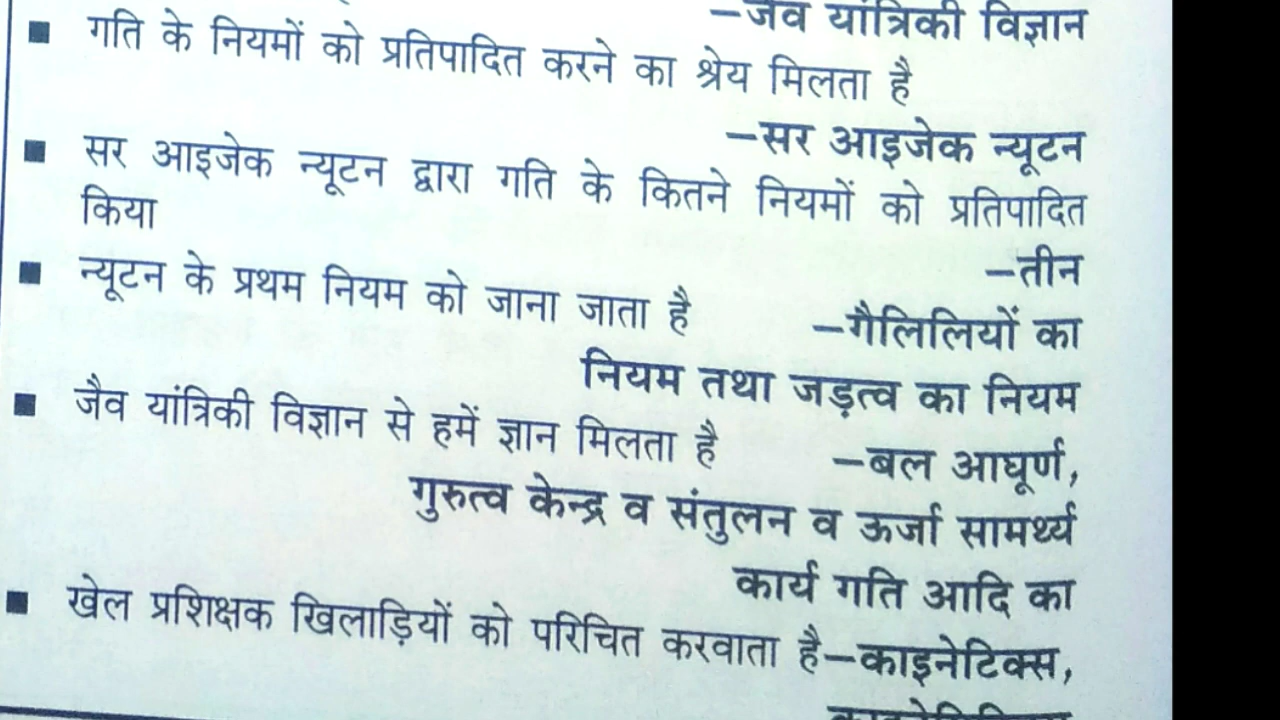 –जैव यांत्रिकी विज्ञान
■ गति के नियमों को प्रतिपादित करने का श्रेय मिलता है
–सर आइजेक न्यूटन
■ सर आइजेक न्यूटन द्वारा गति के कितने नियमों को प्रतिपादित
किया
–तीन
■ न्यूटन के प्रथम नियम को जाना जाता है –गैलिलियों का
नियम तथा जड़त्व का नियम
■ जैव यांत्रिकी विज्ञान से हमें ज्ञान मिलता है –बल आघूर्ण,
गुरुत्व केन्द्र व संतुलन व ऊर्जा सामर्थ्य
कार्य गति आदि का
■ खेल प्रशिक्षक खिलाड़ियों को परिचित करवाता है–काइनेटिक्स,